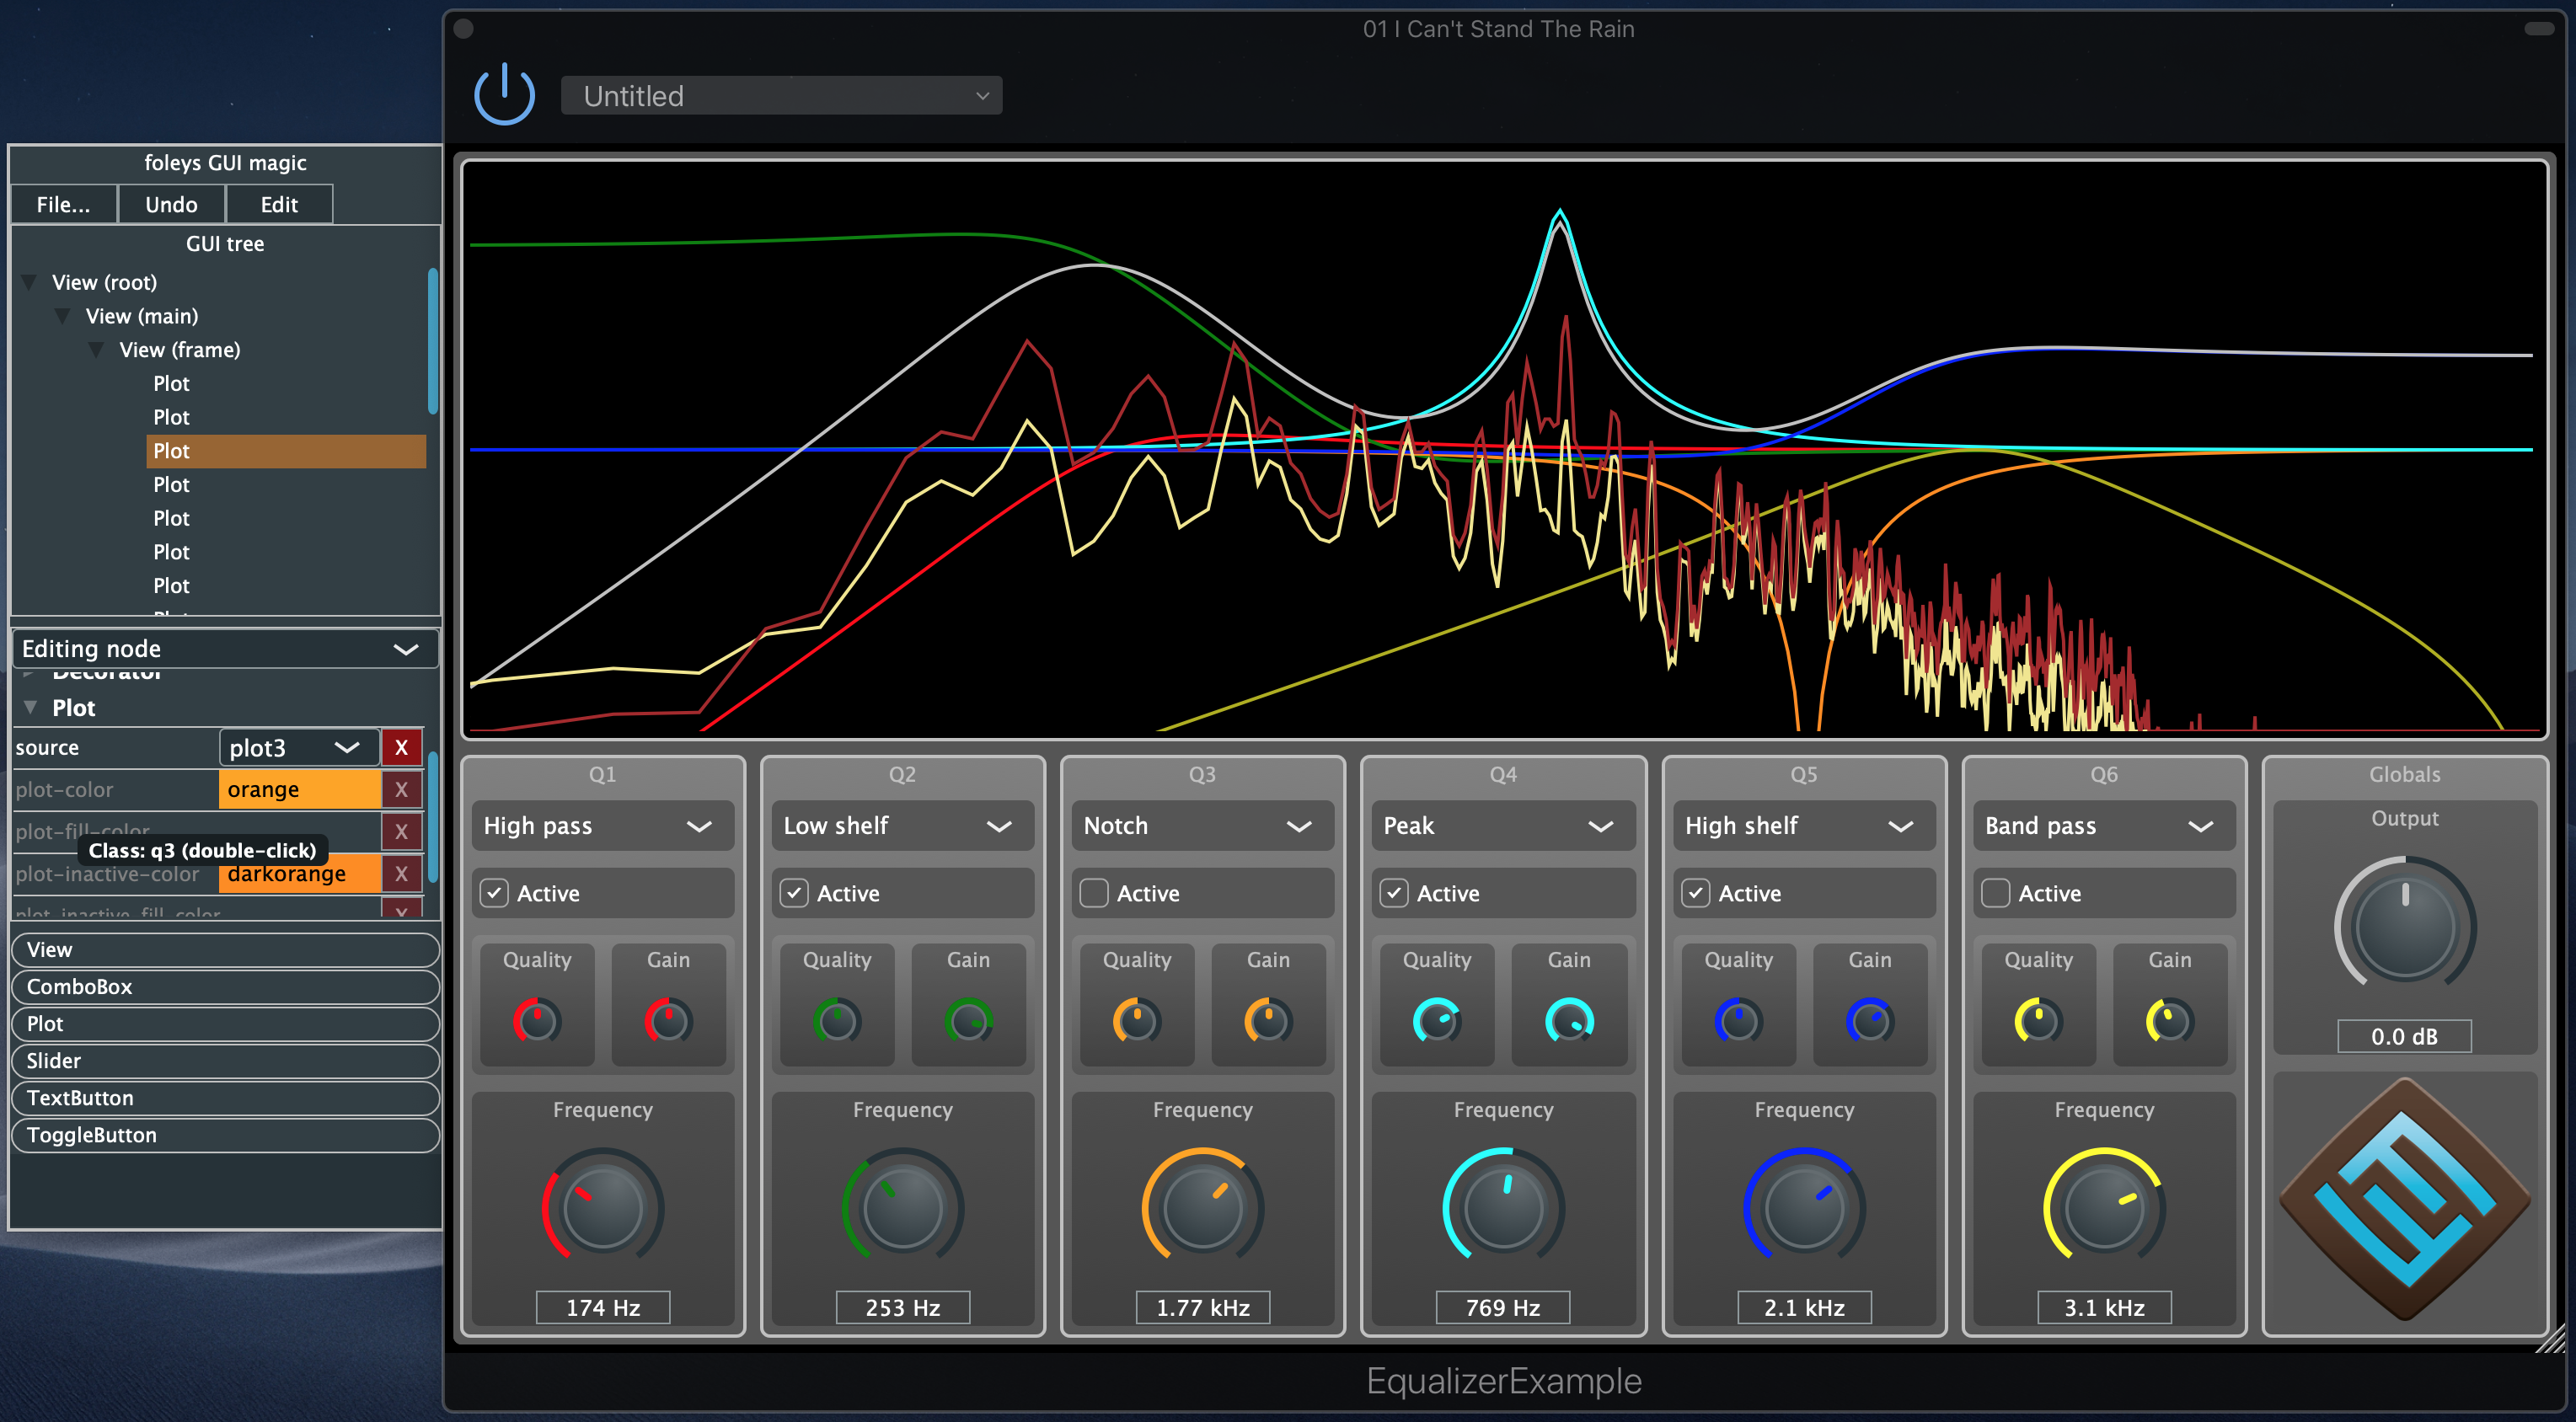 01 I Can't Stand The Rain
Untitled
foleys GUI magic
File... Undo Edit
GUI tree
View (root)
View (main)
View (frame)
Plot
Plot
Plot
Plot
Plot
Plot
Plot
Editing node
Decorator
Plot
source plot3 X
plot-color orange X
plot-fill-color X
Class: q3 (double-click)
plot-inactive-color darkorange X
plot-inactive-fill-color X
View
ComboBox
Plot
Slider
TextButton
ToggleButton
Q1
High pass
Active
Quality Gain
Frequency
174 Hz
Q2
Low shelf
Active
Quality Gain
Frequency
253 Hz
Q3
Notch
Active
Quality Gain
Frequency
1.77 kHz
Q4
Peak
Active
Quality Gain
Frequency
769 Hz
Q5
High shelf
Active
Quality Gain
Frequency
2.1 kHz
Q6
Band pass
Active
Quality Gain
Frequency
3.1 kHz
Globals
Output
0.0 dB
EqualizerExample